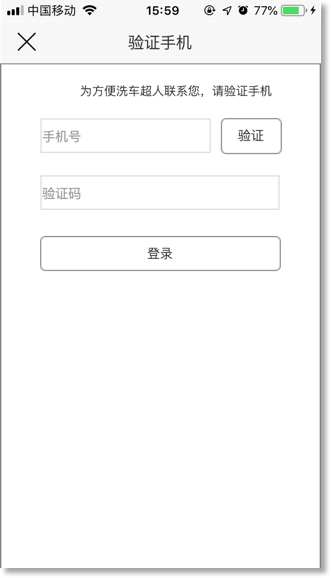 中国移动 15:59 77%
验证手机
为方便洗车超人联系您，请验证手机
手机号 验证
验证码
登录